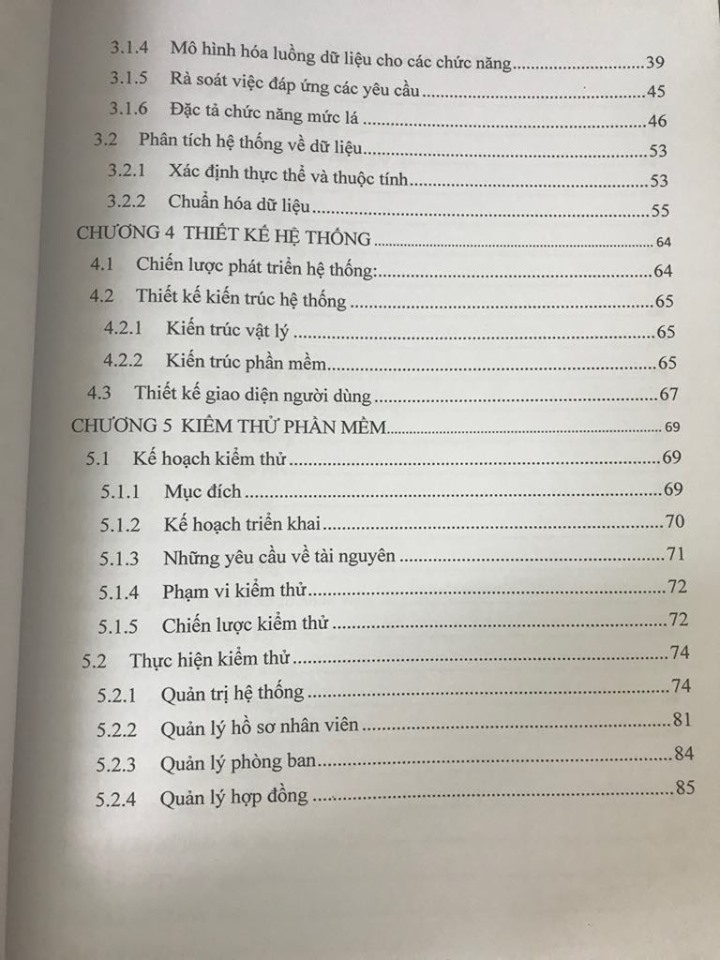 3.1.4 Mô hình hóa luồng dữ liệu cho các chức năng........................39
3.1.5 Rà soát việc đáp ứng các yêu cầu........................45
3.1.6 Đặc tả chức năng mức lá........................46
3.2 Phân tích hệ thống về dữ liệu........................53
3.2.1 Xác định thực thể và thuộc tính........................53
3.2.2 Chuẩn hóa dữ liệu........................55
CHƯƠNG 4 THIẾT KẾ HỆ THỐNG........................64
4.1 Chiến lược phát triển hệ thống:........................64
4.2 Thiết kế kiến trúc hệ thống........................65
4.2.1 Kiến trúc vật lý........................65
4.2.2 Kiến trúc phần mềm........................65
4.3 Thiết kế giao diện người dùng........................67
CHƯƠNG 5 KIỂM THỬ PHẦN MỀM........................69
5.1 Kế hoạch kiểm thử........................69
5.1.1 Mục đích........................69
5.1.2 Kế hoạch triển khai........................70
5.1.3 Những yêu cầu về tài nguyên........................71
5.1.4 Phạm vi kiểm thử........................72
5.1.5 Chiến lược kiểm thử........................72
5.2 Thực hiện kiểm thử........................74
5.2.1 Quản trị hệ thống........................74
5.2.2 Quản lý hồ sơ nhân viên........................81
5.2.3 Quản lý phòng ban........................84
5.2.4 Quản lý hợp đồng........................85